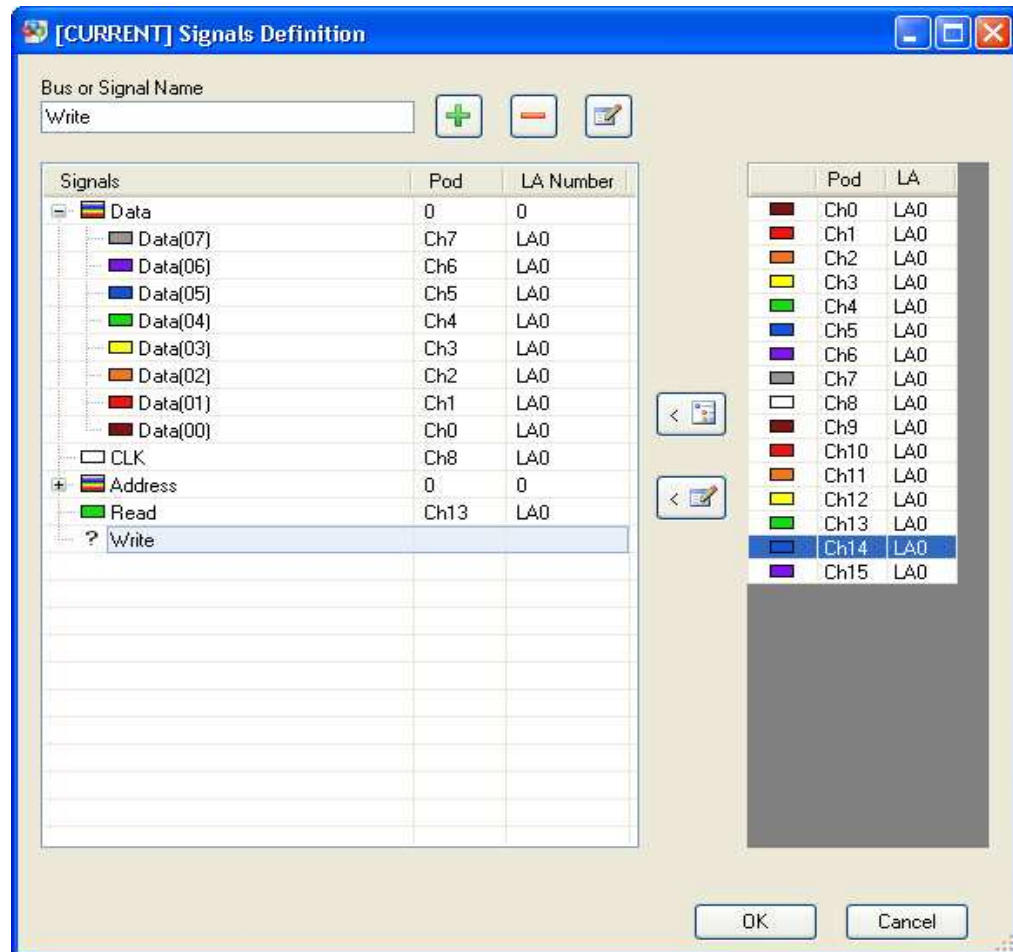 [CURRENT] Signals Definition
Bus or Signal Name
Write
Signals Pod LA Number
Data 0 0
Data(07) Ch7 LA0
Data(06) Ch6 LA0
Data(05) Ch5 LA0
Data(04) Ch4 LA0
Data(03) Ch3 LA0
Data(02) Ch2 LA0
Data(01) Ch1 LA0
Data(00) Ch0 LA0
CLK Ch8 LA0
Address 0 0
Read Ch13 LA0
? Write
Pod LA
Ch0 LA0
Ch1 LA0
Ch2 LA0
Ch3 LA0
Ch4 LA0
Ch5 LA0
Ch6 LA0
Ch7 LA0
Ch8 LA0
Ch9 LA0
Ch10 LA0
Ch11 LA0
Ch12 LA0
Ch13 LA0
Ch14 LA0
Ch15 LA0
<
<
OK Cancel